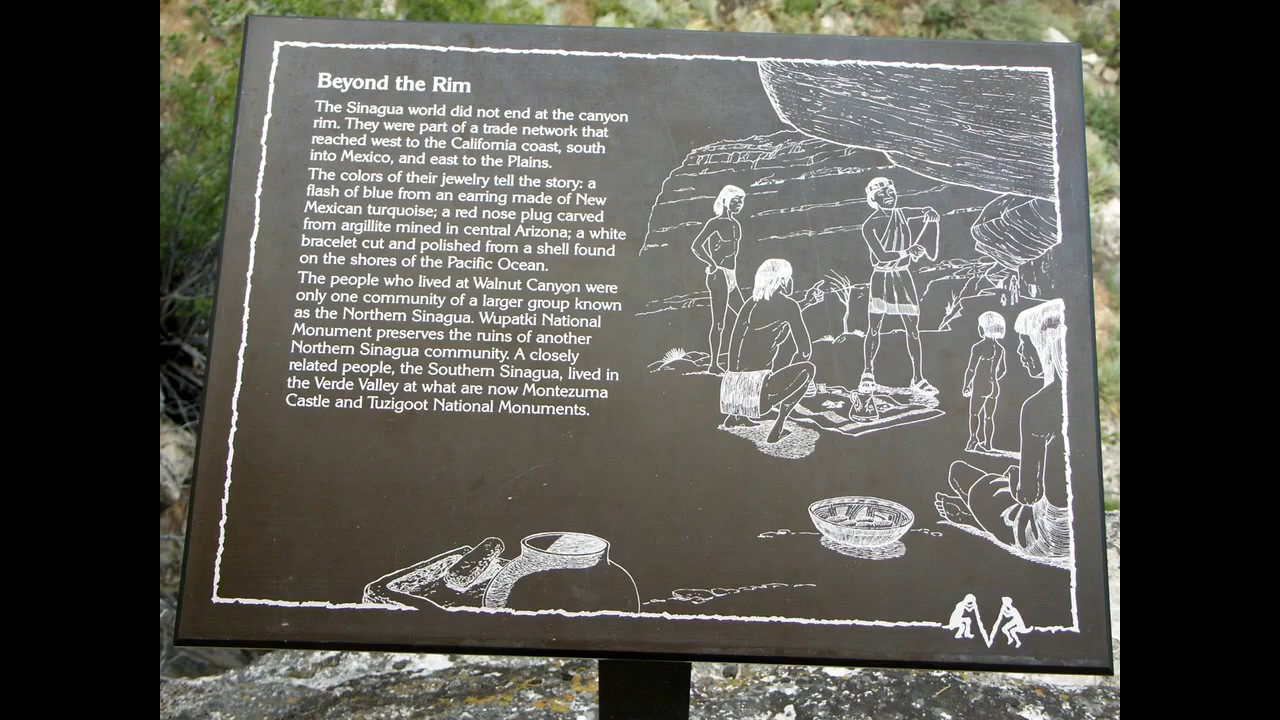 Beyond the Rim
The Sinagua world did not end at the canyon
rim. They were part of a trade network that
reached west to the California coast, south
into Mexico, and east to the Plains.
The colors of their jewelry tell the story: a
flash of blue from an earring made of New
Mexican turquoise; a red nose plug carved
from argillite mined in central Arizona; a white
bracelet cut and polished from a shell found
on the shores of the Pacific Ocean.
The people who lived at Walnut Canyon were
only one community of a larger group known
as the Northern Sinagua. Wupatki National
Monument preserves the ruins of another
Northern Sinagua community. A closely
related people, the Southern Sinagua, lived in
the Verde Valley at what are now Montezuma
Castle and Tuzigoot National Monuments.